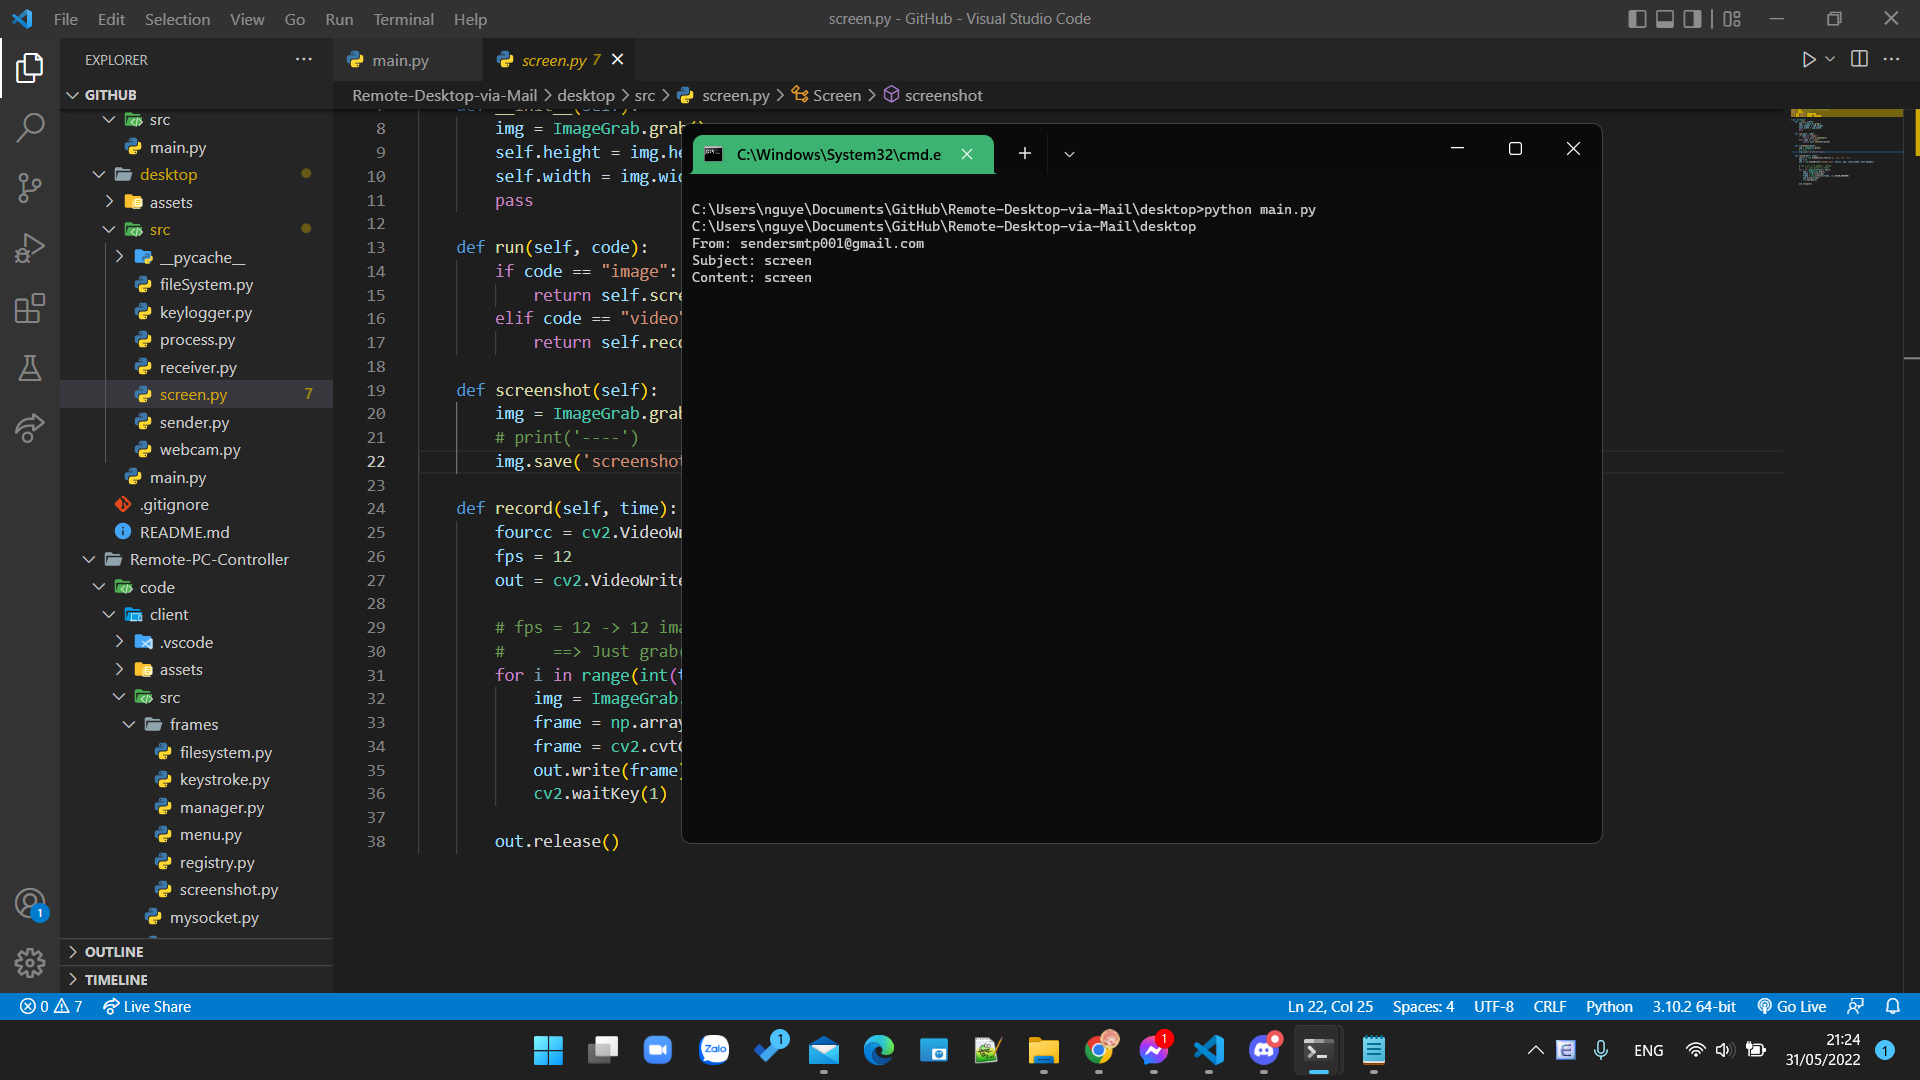 File Edit Selection View Go Run Terminal Help
screen.py - GitHub - Visual Studio Code
EXPLORER
GITHUB
src
main.py
desktop
assets
src
__pycache__
fileSystem.py
keylogger.py
process.py
receiver.py
screen.py 7
sender.py
webcam.py
main.py
.gitignore
README.md
Remote-PC-Controller
code
client
.vscode
assets
src
frames
filesystem.py
keystroke.py
manager.py
menu.py
registry.py
screenshot.py
mysocket.py
OUTLINE
TIMELINE
main.py
screen.py 7
Remote-Desktop-via-Mail > desktop > src > screen.py > Screen > screenshot
8 img = ImageGrab.grab()
9 self.height = img.he
10 self.width = img.wid
11 pass
12
13 def run(self, code):
14 if code == "image":
15 return self.scre
16 elif code == "video"
17 return self.reco
18
19 def screenshot(self):
20 img = ImageGrab.grab
21 # print('----')
22 img.save('screenshot
23
24 def record(self, time):
25 fourcc = cv2.VideoWr
26 fps = 12
27 out = cv2.VideoWrite
28
29 # fps = 12 -> 12 ima
30 # ==> Just grab(
31 for i in range(int(t
32 img = ImageGrab.
33 frame = np.array
34 frame = cv2.cvtC
35 out.write(frame)
36 cv2.waitKey(1)
37
38 out.release()
C:\Windows\System32\cmd.e
C:\Users\nguye\Documents\GitHub\Remote-Desktop-via-Mail\desktop>python main.py
C:\Users\nguye\Documents\GitHub\Remote-Desktop-via-Mail\desktop
From: sendersmtp001@gmail.com
Subject: screen
Content: screen
0 7 Live Share
Ln 22, Col 25 Spaces: 4 UTF-8 CRLF Python 3.10.2 64-bit Go Live
1
Zalo
1
1
ENG
21:24
31/05/2022
1